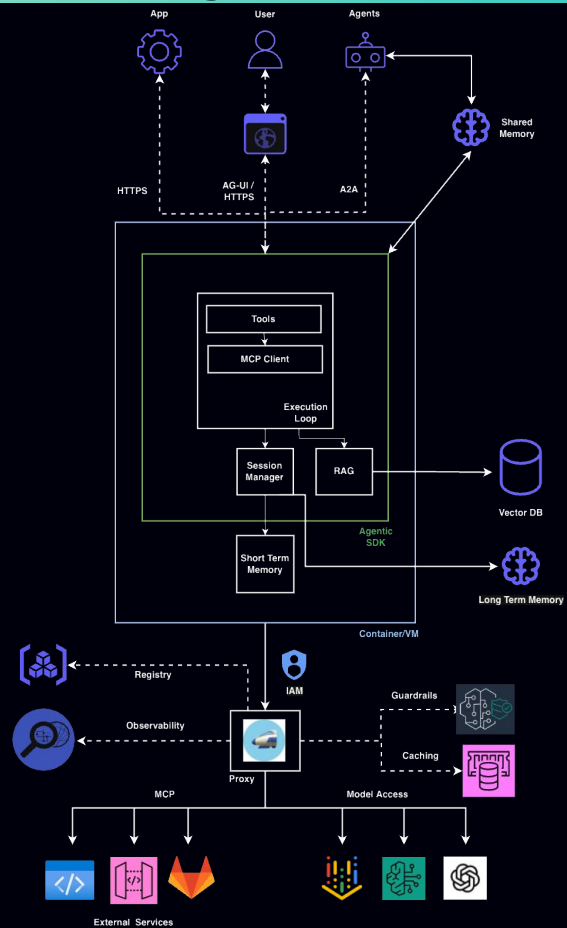 App
User
Agents
Shared
Memory
HTTPS
AG-UI /
HTTPS
A2A
Tools
MCP Client
Execution
Loop
Session
Manager
RAG
Vector DB
Agentic
SDK
Short Term
Memory
Long Term Memory
Container/VM
IAM
Registry
Guardrails
Observability
Caching
Proxy
MCP
Model Access
External Services